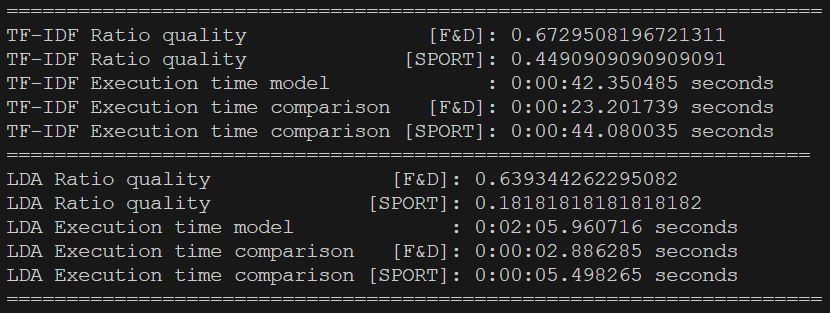 ====================================================================
TF-IDF Ratio quality               [F&D]: 0.6729508196721311
TF-IDF Ratio quality             [SPORT]: 0.4490909090909091
TF-IDF Execution time model             : 0:00:42.350485 seconds
TF-IDF Execution time comparison   [F&D]: 0:00:23.201739 seconds
TF-IDF Execution time comparison [SPORT]: 0:00:44.080035 seconds
===================================================================
LDA Ratio quality               [F&D]: 0.639344262295082
LDA Ratio quality             [SPORT]: 0.18181818181818182
LDA Execution time model             : 0:02:05.960716 seconds
LDA Execution time comparison   [F&D]: 0:00:02.886285 seconds
LDA Execution time comparison [SPORT]: 0:00:05.498265 seconds
====================================================================